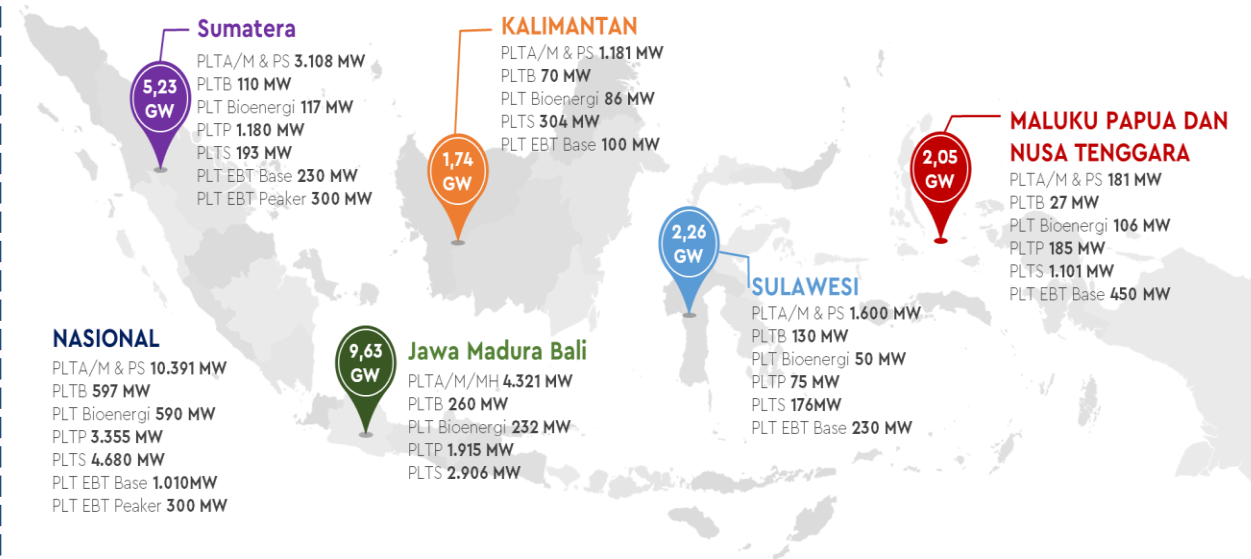 Sumatera
5,23
GW
PLTA/M & PS 3.108 MW
PLTB 110 MW
PLT Bioenergi 117 MW
PLTP 1.180 MW
PLTS 193 MW
PLT EBT Base 230 MW
PLT EBT Peaker 300 MW
KALIMANTAN
1,74
GW
PLTA/M & PS 1.181 MW
PLTB 70 MW
PLT Bioenergi 86 MW
PLTS 304 MW
PLT EBT Base 100 MW
MALUKU PAPUA DAN
NUSA TENGGARA
2,05
GW
PLTA/M & PS 181 MW
PLTB 27 MW
PLT Bioenergi 106 MW
PLTP 185 MW
PLTS 1.101 MW
PLT EBT Base 450 MW
2,26
GW
SULAWESI
PLTA/M & PS 1.600 MW
PLTB 130 MW
PLT Bioenergi 50 MW
PLTP 75 MW
PLTS 176MW
PLT EBT Base 230 MW
NASIONAL
PLTA/M & PS 10.391 MW
PLTB 597 MW
PLT Bioenergi 590 MW
PLTP 3.355 MW
PLTS 4.680 MW
PLT EBT Base 1.010MW
PLT EBT Peaker 300 MW
9,63
GW
Jawa Madura Bali
PLTA/M/MH 4.321 MW
PLTB 260 MW
PLT Bioenergi 232 MW
PLTP 1.915 MW
PLTS 2.906 MW